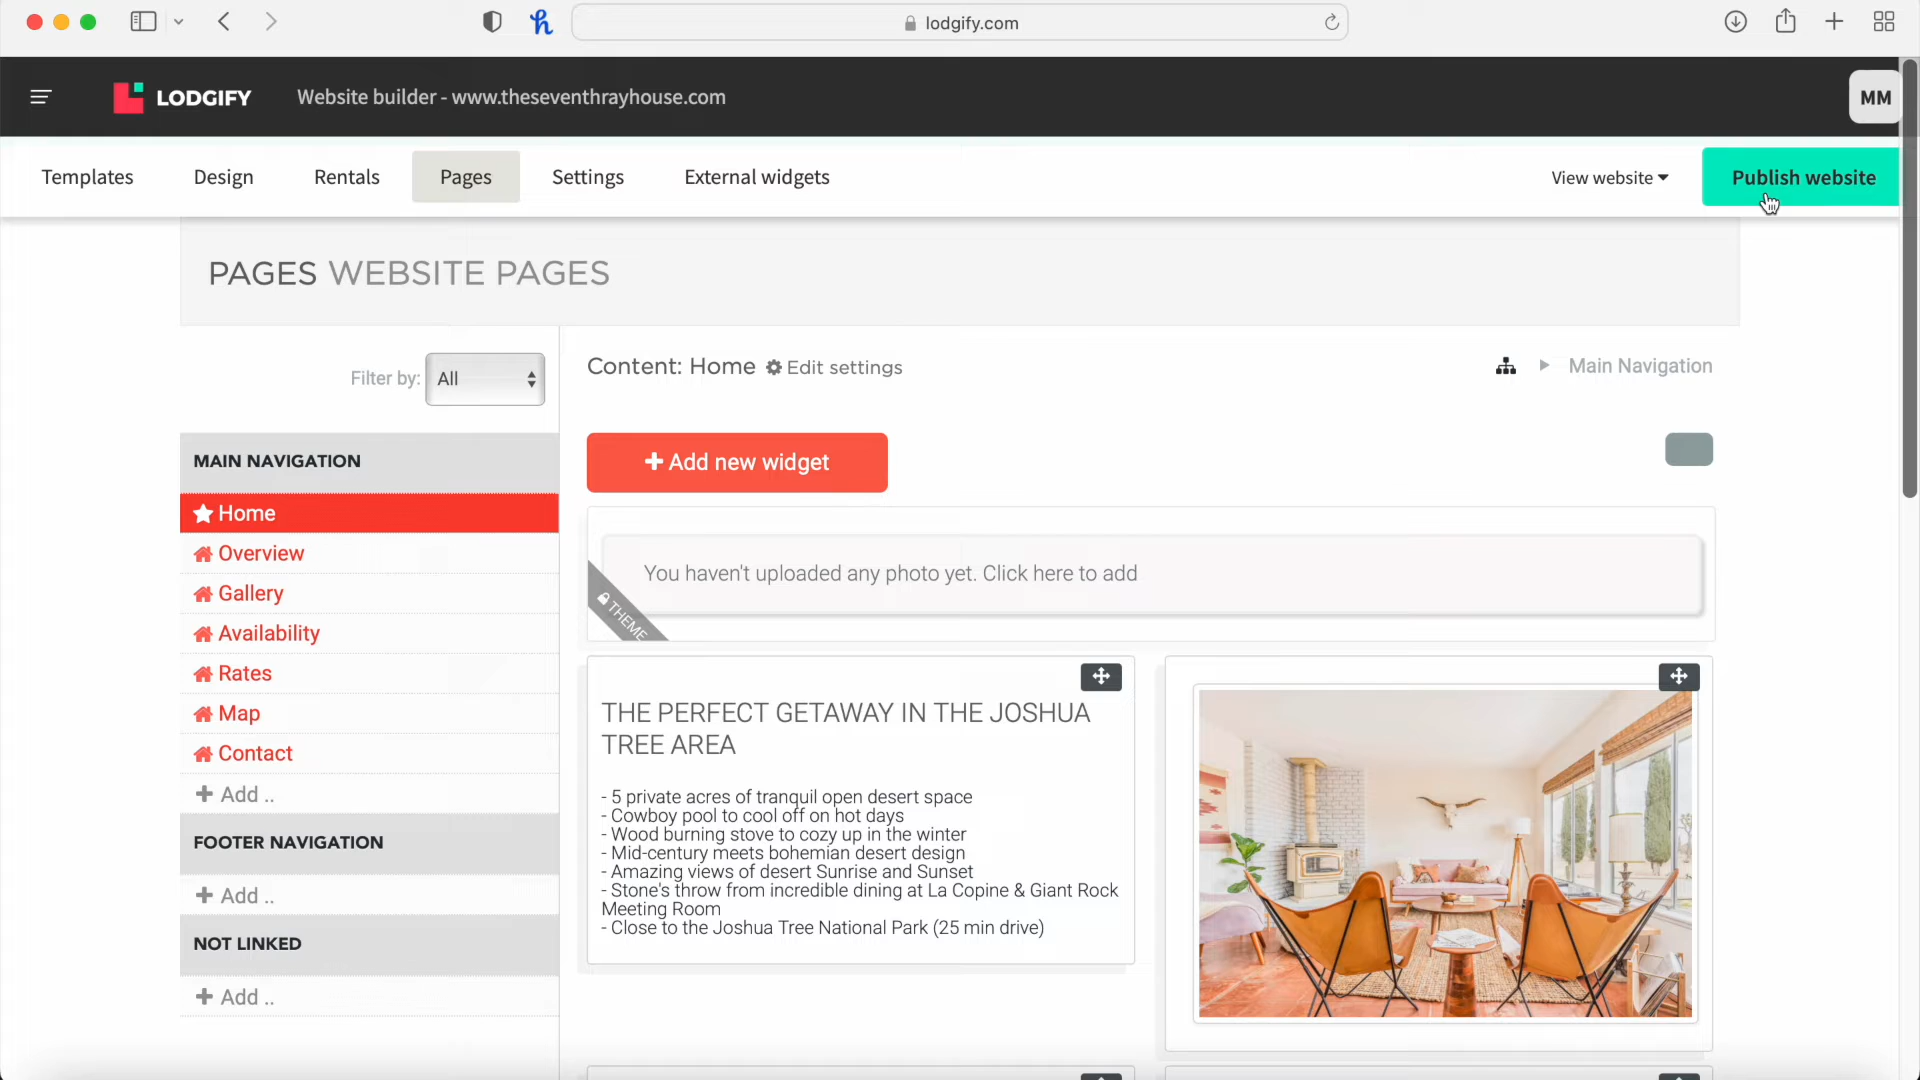 lodgify.com
LODGIFY
Website builder - www.theseventhrayhouse.com
MM
Templates
Design
Rentals
Pages
Settings
External widgets
View website
Publish website
PAGES WEBSITE PAGES
Filter by:
All
Content: Home
Edit settings
Main Navigation
MAIN NAVIGATION
Home
Overview
Gallery
Availability
Rates
Map
Contact
+ Add ..
FOOTER NAVIGATION
+ Add ..
NOT LINKED
+ Add ..
+ Add new widget
You haven't uploaded any photo yet. Click here to add
THEME
THE PERFECT GETAWAY IN THE JOSHUA
TREE AREA
- 5 private acres of tranquil open desert space
- Cowboy pool to cool off on hot days
- Wood burning stove to cozy up in the winter
- Mid-century meets bohemian desert design
- Amazing views of desert Sunrise and Sunset
- Stone's throw from incredible dining at La Copine & Giant Rock
Meeting Room
- Close to the Joshua Tree National Park (25 min drive)